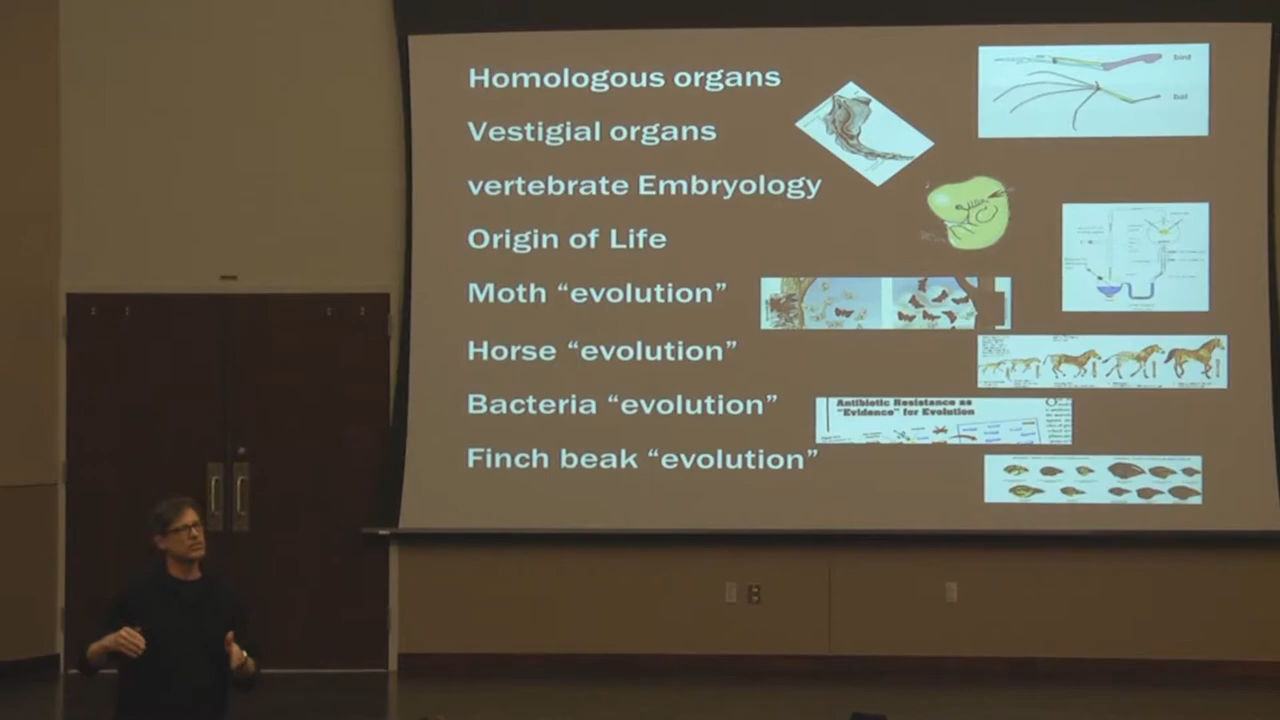 Homologous organs
bird
bat
Vestigial organs
vertebrate Embryology
Origin of Life
Moth “evolution”
Horse “evolution”
Bacteria “evolution”
Antibiotic Resistance as
“Evidence” for Evolution
Finch beak “evolution”